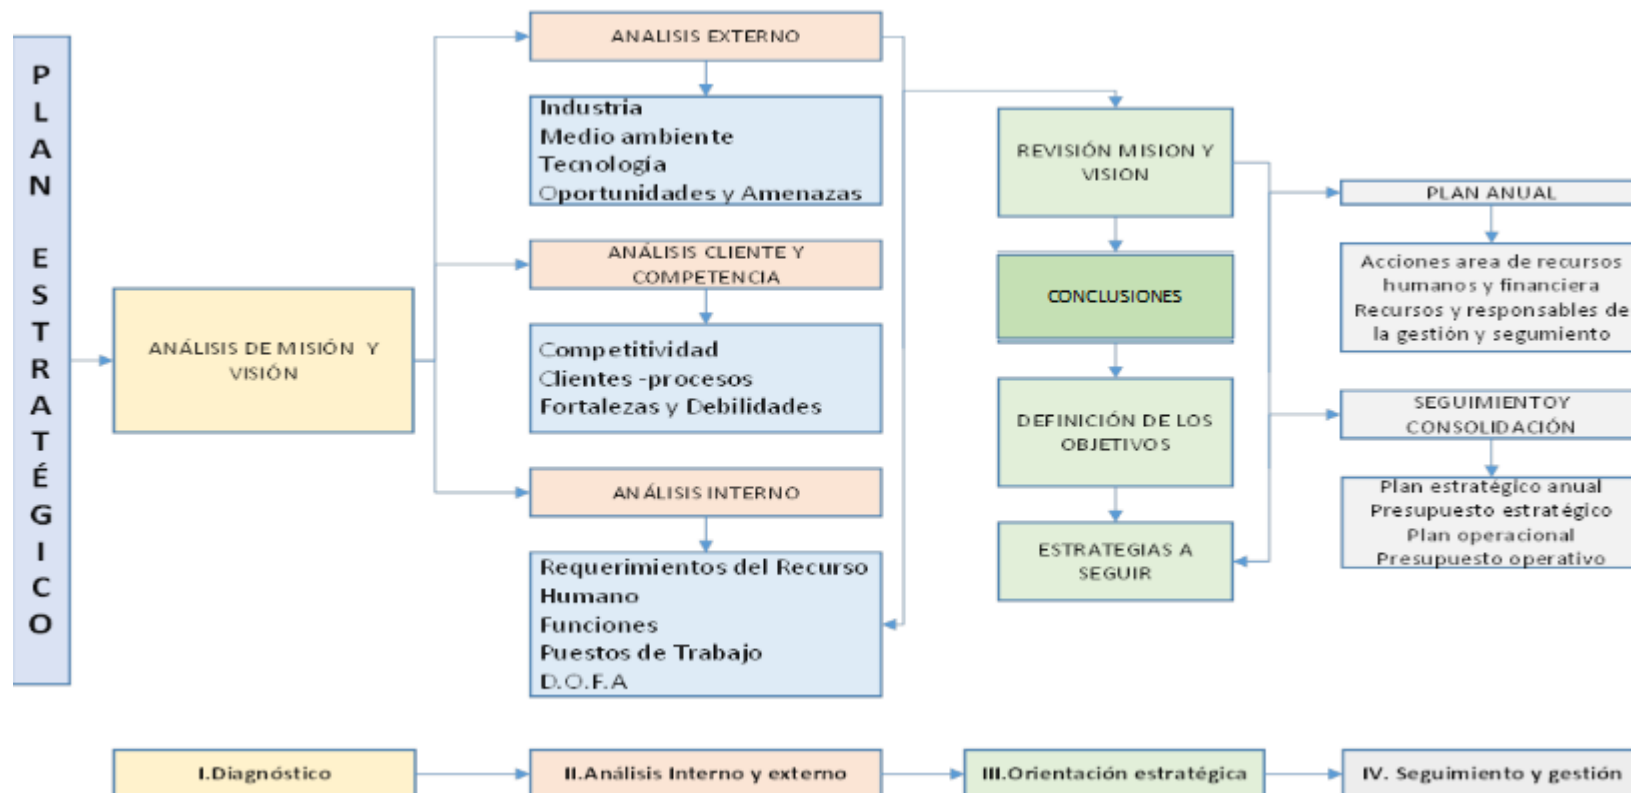 PLAN ESTRATÉGICO
ANÁLISIS DE MISIÓN Y
VISIÓN
ANALISIS EXTERNO
Industria
Medio ambiente
Tecnología
Oportunidades y Amenazas
ANÁLISIS CLIENTE Y
COMPETENCIA
Competitividad
Clientes -procesos
Fortalezas y Debilidades
ANÁLISIS INTERNO
Requerimientos del Recurso
Humano
Funciones
Puestos de Trabajo
D.O.F.A
REVISIÓN MISION Y
VISION
CONCLUSIONES
DEFINICIÓN DE LOS
OBJETIVOS
ESTRATEGIAS A
SEGUIR
PLAN ANUAL
Acciones area de recursos
humanos y financiera
Recursos y responsables de
la gestión y segumiento
SEGUIMIENTOY
CONSOLIDACIÓN
Plan estratégico anual
Presupuesto estratégico
Plan operacional
Presupuesto operativo
I.Diagnóstico
II.Análisis Interno y externo
III.Orientación estratégica
IV. Seguimiento y gestión